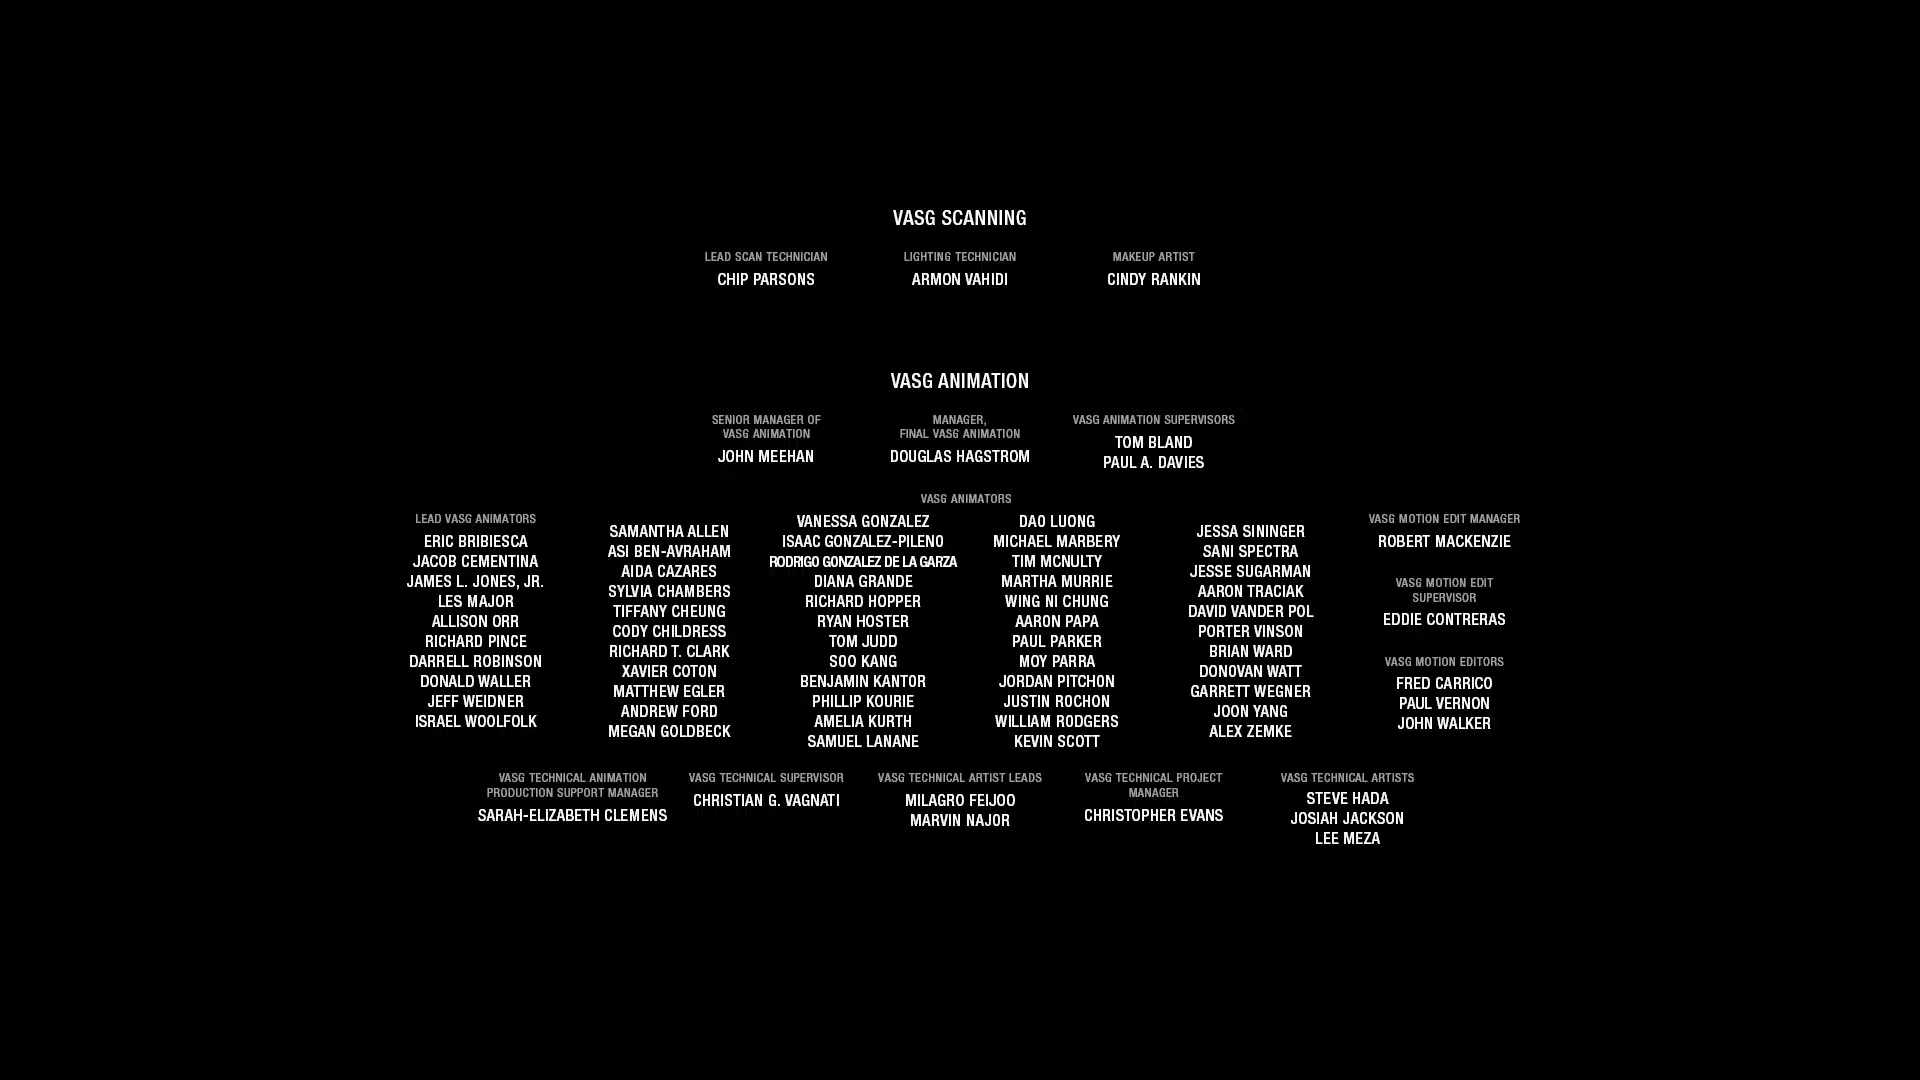 VASG SCANNING
LEAD SCAN TECHNICIAN
CHIP PARSONS
LIGHTING TECHNICIAN
ARMON VAHIDI
MAKEUP ARTIST
CINDY RANKIN
VASG ANIMATION
SENIOR MANAGER OF
VASG ANIMATION
JOHN MEEHAN
MANAGER,
FINAL VASG ANIMATION
DOUGLAS HAGSTROM
VASG ANIMATION SUPERVISORS
TOM BLAND
PAUL A. DAVIES
LEAD VASG ANIMATORS
ERIC BRIBIESCA
JACOB CEMENTINA
JAMES L. JONES, JR.
LES MAJOR
ALLISON ORR
RICHARD PINCE
DARRELL ROBINSON
DONALD WALLER
JEFF WEIDNER
ISRAEL WOOLFOLK
VASG ANIMATORS
SAMANTHA ALLEN
ASI BEN-AVRAHAM
AIDA CAZARES
SYLVIA CHAMBERS
TIFFANY CHEUNG
CODY CHILDRESS
RICHARD T. CLARK
XAVIER COTON
MATTHEW EGLER
ANDREW FORD
MEGAN GOLDBECK
VANESSA GONZALEZ
ISAAC GONZALEZ-PILENO
RODRIGO GONZALEZ DE LA GARZA
DIANA GRANDE
RICHARD HOPPER
RYAN HOSTER
TOM JUDD
SOO KANG
BENJAMIN KANTOR
PHILLIP KOURIE
AMELIA KURTH
SAMUEL LANANE
DAO LUONG
MICHAEL MARBERY
TIM MCNULTY
MARTHA MURRIE
WING NI CHUNG
AARON PAPA
PAUL PARKER
MOY PARRA
JORDAN PITCHON
JUSTIN ROCHON
WILLIAM RODGERS
KEVIN SCOTT
JESSA SININGER
SANI SPECTRA
JESSE SUGARMAN
AARON TRACIAK
DAVID VANDER POL
PORTER VINSON
BRIAN WARD
DONOVAN WATT
GARRETT WEGNER
JOON YANG
ALEX ZEMKE
VASG MOTION EDIT MANAGER
ROBERT MACKENZIE
VASG MOTION EDIT
SUPERVISOR
EDDIE CONTRERAS
VASG MOTION EDITORS
FRED CARRICO
PAUL VERNON
JOHN WALKER
VASG TECHNICAL ANIMATION
PRODUCTION SUPPORT MANAGER
SARAH-ELIZABETH CLEMENS
VASG TECHNICAL SUPERVISOR
CHRISTIAN G. VAGNATI
VASG TECHNICAL ARTIST LEADS
MILAGRO FEIJOO
MARVIN NAJOR
VASG TECHNICAL PROJECT
MANAGER
CHRISTOPHER EVANS
VASG TECHNICAL ARTISTS
STEVE HADA
JOSIAH JACKSON
LEE MEZA